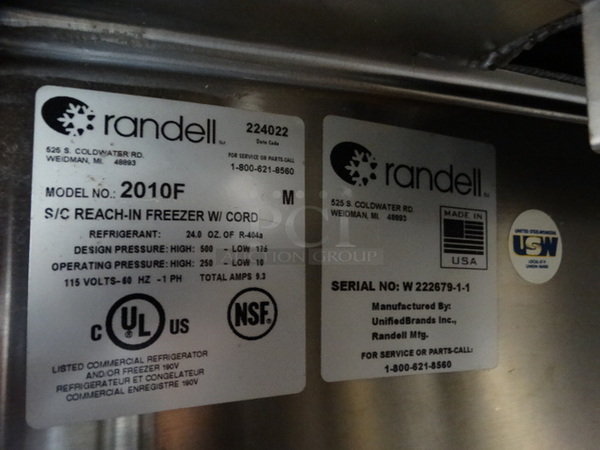 randell
224022
Date Code
525 S. COLDWATER RD.
WEIDMAN, MI. 48893
FOR SERVICE OR PARTS-CALL
1-800-621-8560
MODEL NO.: 2010F M
S/C REACH-IN FREEZER W/ CORD
REFRIGERANT: 24.0 OZ. OF R-404a
DESIGN PRESSURE: HIGH: 500 - LOW 175
OPERATING PRESSURE: HIGH: 250 - LOW 10
115 VOLTS-60 HZ -1 PH TOTAL AMPS 9.3
C UL US
NSF
LISTED COMMERCIAL REFRIGERATOR
AND/OR FREEZER 190V
REFRIGERATEUR ET CONGELATEUR
COMMERCIAL ENREGISTRE 190V
randell
525 S. COLDWATER RD.
WEIDMAN, MI. 48893
MADE IN
USA
SERIAL NO: W 222679-1-1
Manufactured By:
UnifiedBrands Inc.,
Randell Mfg.
FOR SERVICE OR PARTS-CALL:
1-800-621-8560
UNITED STEELWORKERS
USW
PCI
AUCTION GROUP